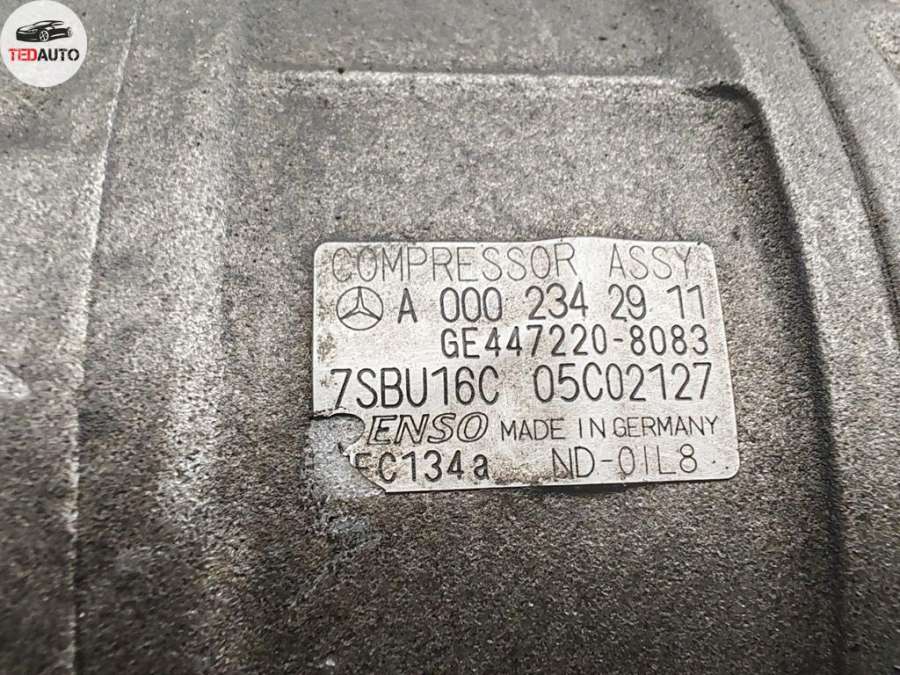 TEDAUTO
COMPRESSOR ASSY
A 000 234 29 11
GE447220-8083
7SBU16C 05C02127
ENSO MADE IN GERMANY
FC134a ND-OIL8